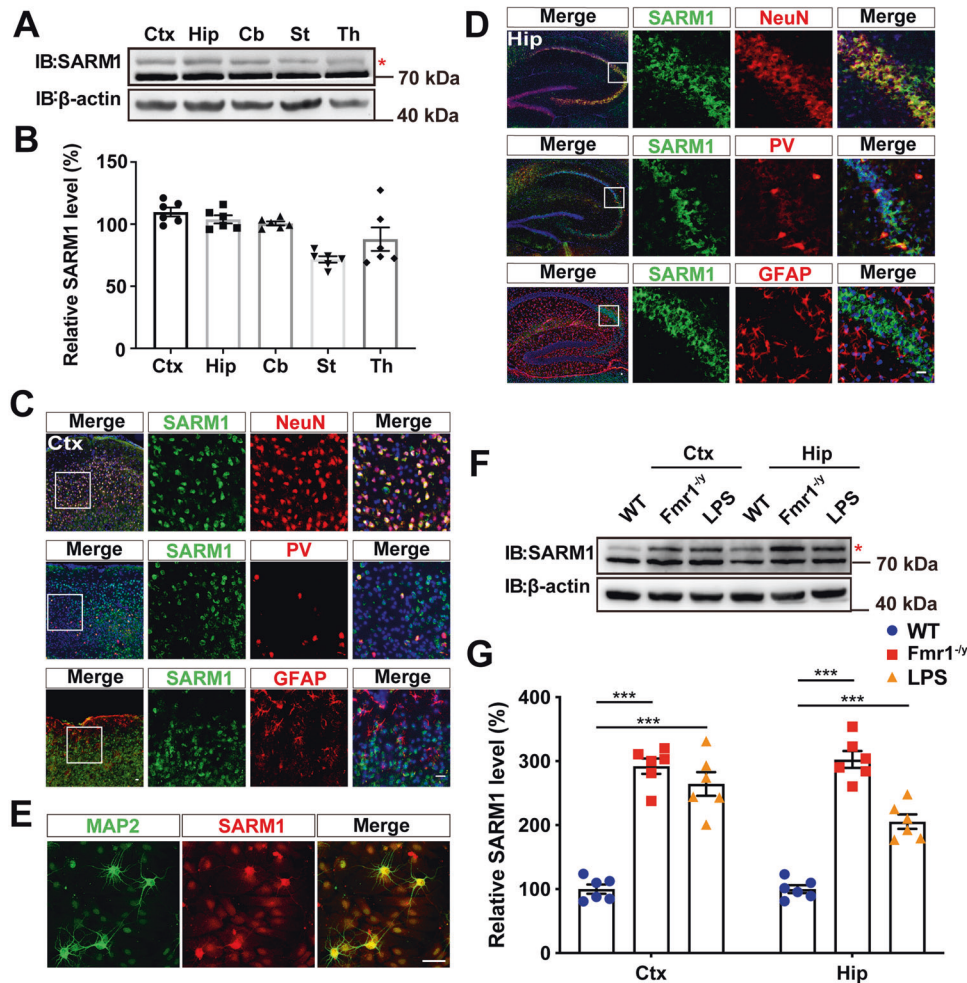 A
Ctx Hip Cb St Th
IB:SARM1
*
70 kDa
IB:β-actin
40 kDa
B
Relative SARM1 level (%)
150
100
50
0
Ctx Hip Cb St Th
C
Merge SARM1 NeuN Merge
Ctx
Merge SARM1 PV Merge
Merge SARM1 GFAP Merge
D
Merge SARM1 NeuN Merge
Hip
Merge SARM1 PV Merge
Merge SARM1 GFAP Merge
E
MAP2 SARM1 Merge
F
Ctx Hip
WT Fmr1-/y LPS WT Fmr1-/y LPS
IB:SARM1
*
70 kDa
IB:β-actin
40 kDa
G
WT
Fmr1-/y
LPS
Relative SARM1 level (%)
400
300
200
100
0
*** ***
*** ***
Ctx Hip